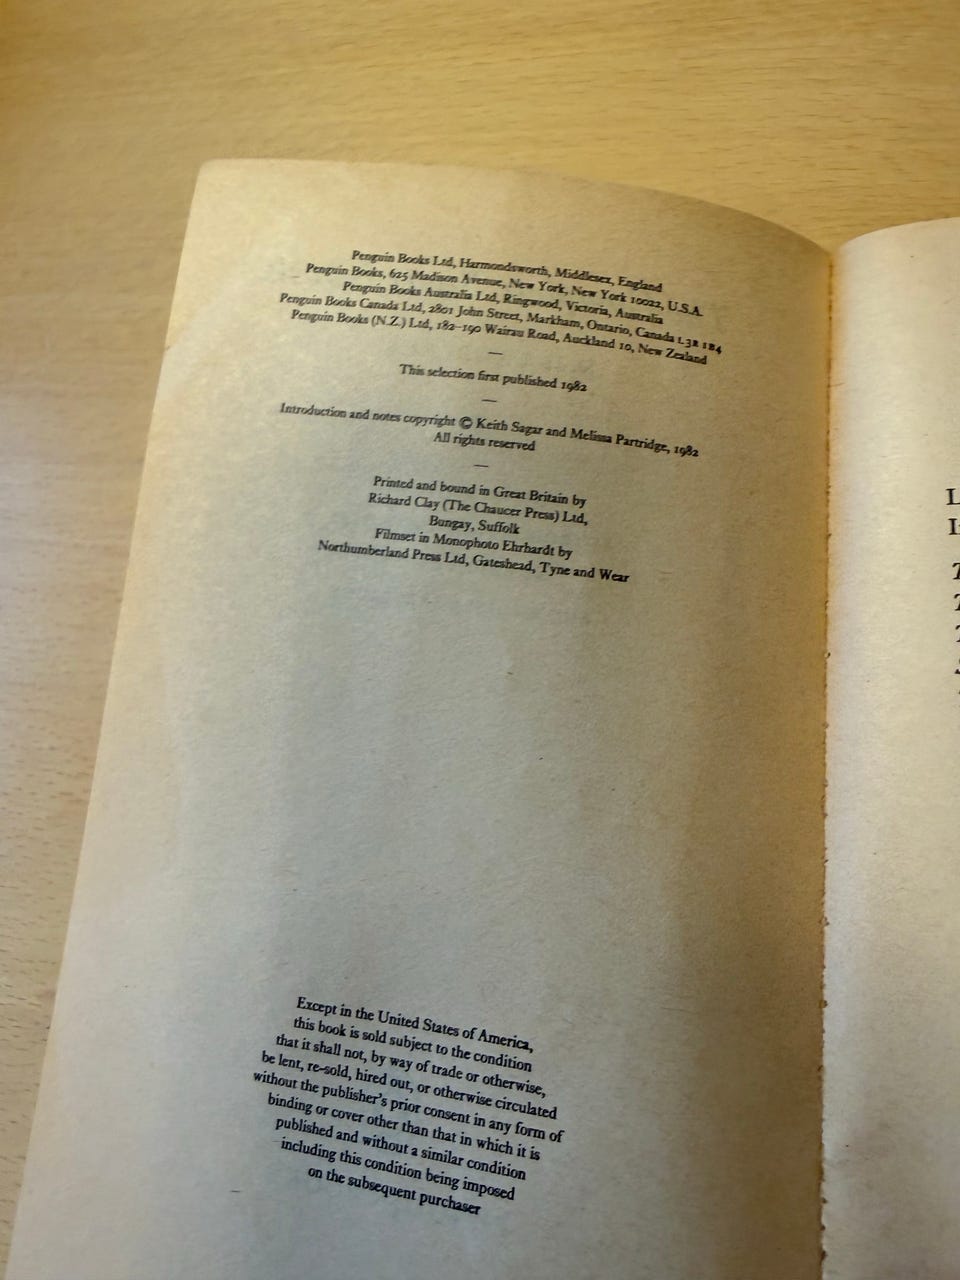 Penguin Books Ltd, Harmondsworth, Middlesex, England
Penguin Books, 625 Madison Avenue, New York, New York 10022, U.S.A.
Penguin Books Australia Ltd, Ringwood, Victoria, Australia
Penguin Books Canada Ltd, 2801 John Street, Markham, Ontario, Canada L3R 1B4
Penguin Books (N.Z.) Ltd, 182–190 Wairau Road, Auckland 10, New Zealand
—
This selection first published 1982
—
Introduction and notes copyright © Keith Sagar and Melissa Partridge, 1982
All rights reserved
—
Printed and bound in Great Britain by
Richard Clay (The Chaucer Press) Ltd,
Bungay, Suffolk
Filmset in Monophoto Ehrhardt by
Northumberland Press Ltd, Gateshead, Tyne and Wear
Except in the United States of America,
this book is sold subject to the condition
that it shall not, by way of trade or otherwise,
be lent, re-sold, hired out, or otherwise circulated
without the publisher's prior consent in any form of
binding or cover other than that in which it is
published and without a similar condition
including this condition being imposed
on the subsequent purchaser